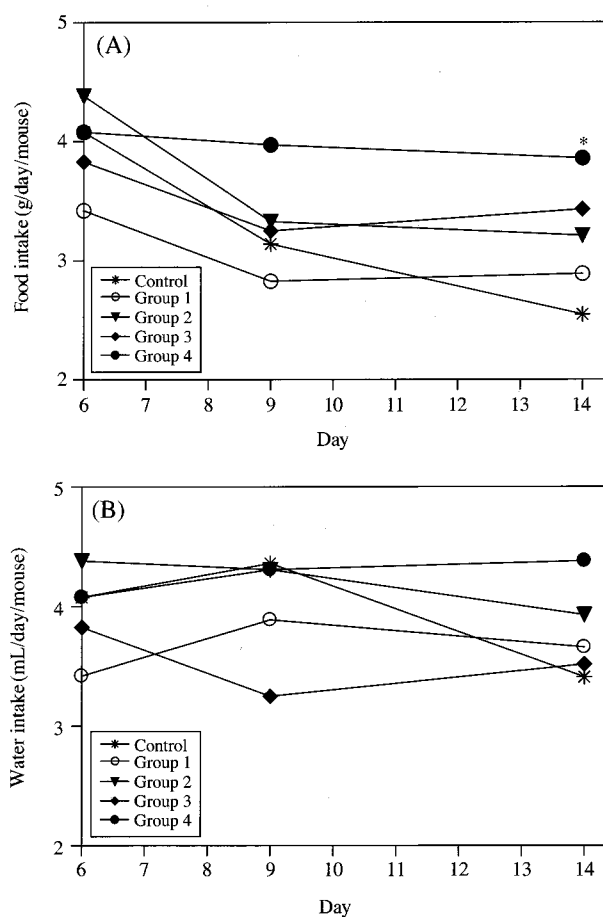 (A)
5
4
3
2
Food intake (g/day/mouse)
*
Control
Group 1
Group 2
Group 3
Group 4
6 7 8 9 10 11 12 13 14
Day
(B)
5
4
3
2
Water intake (mL/day/mouse)
Control
Group 1
Group 2
Group 3
Group 4
6 7 8 9 10 11 12 13 14
Day